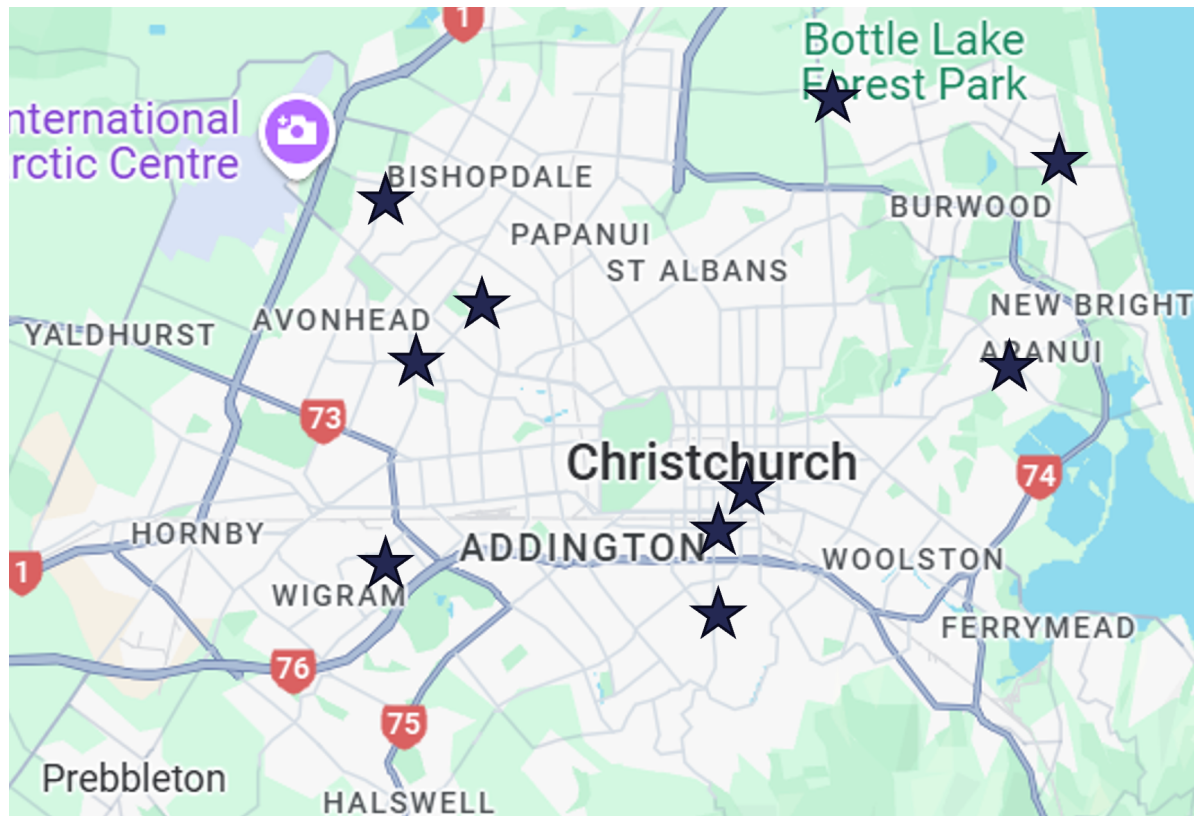 1
Bottle Lake
Forest Park
nternational
rctic Centre
BISHOPDALE
BURWOOD
PAPANUI
ST ALBANS
NEW BRIGHT
AVONHEAD
YALDHURST
ARANUI
73
Christchurch
74
HORNBY
ADDINGTON
WOOLSTON
1
WIGRAM
FERRYMEAD
76
75
Prebbleton
HALSWELL